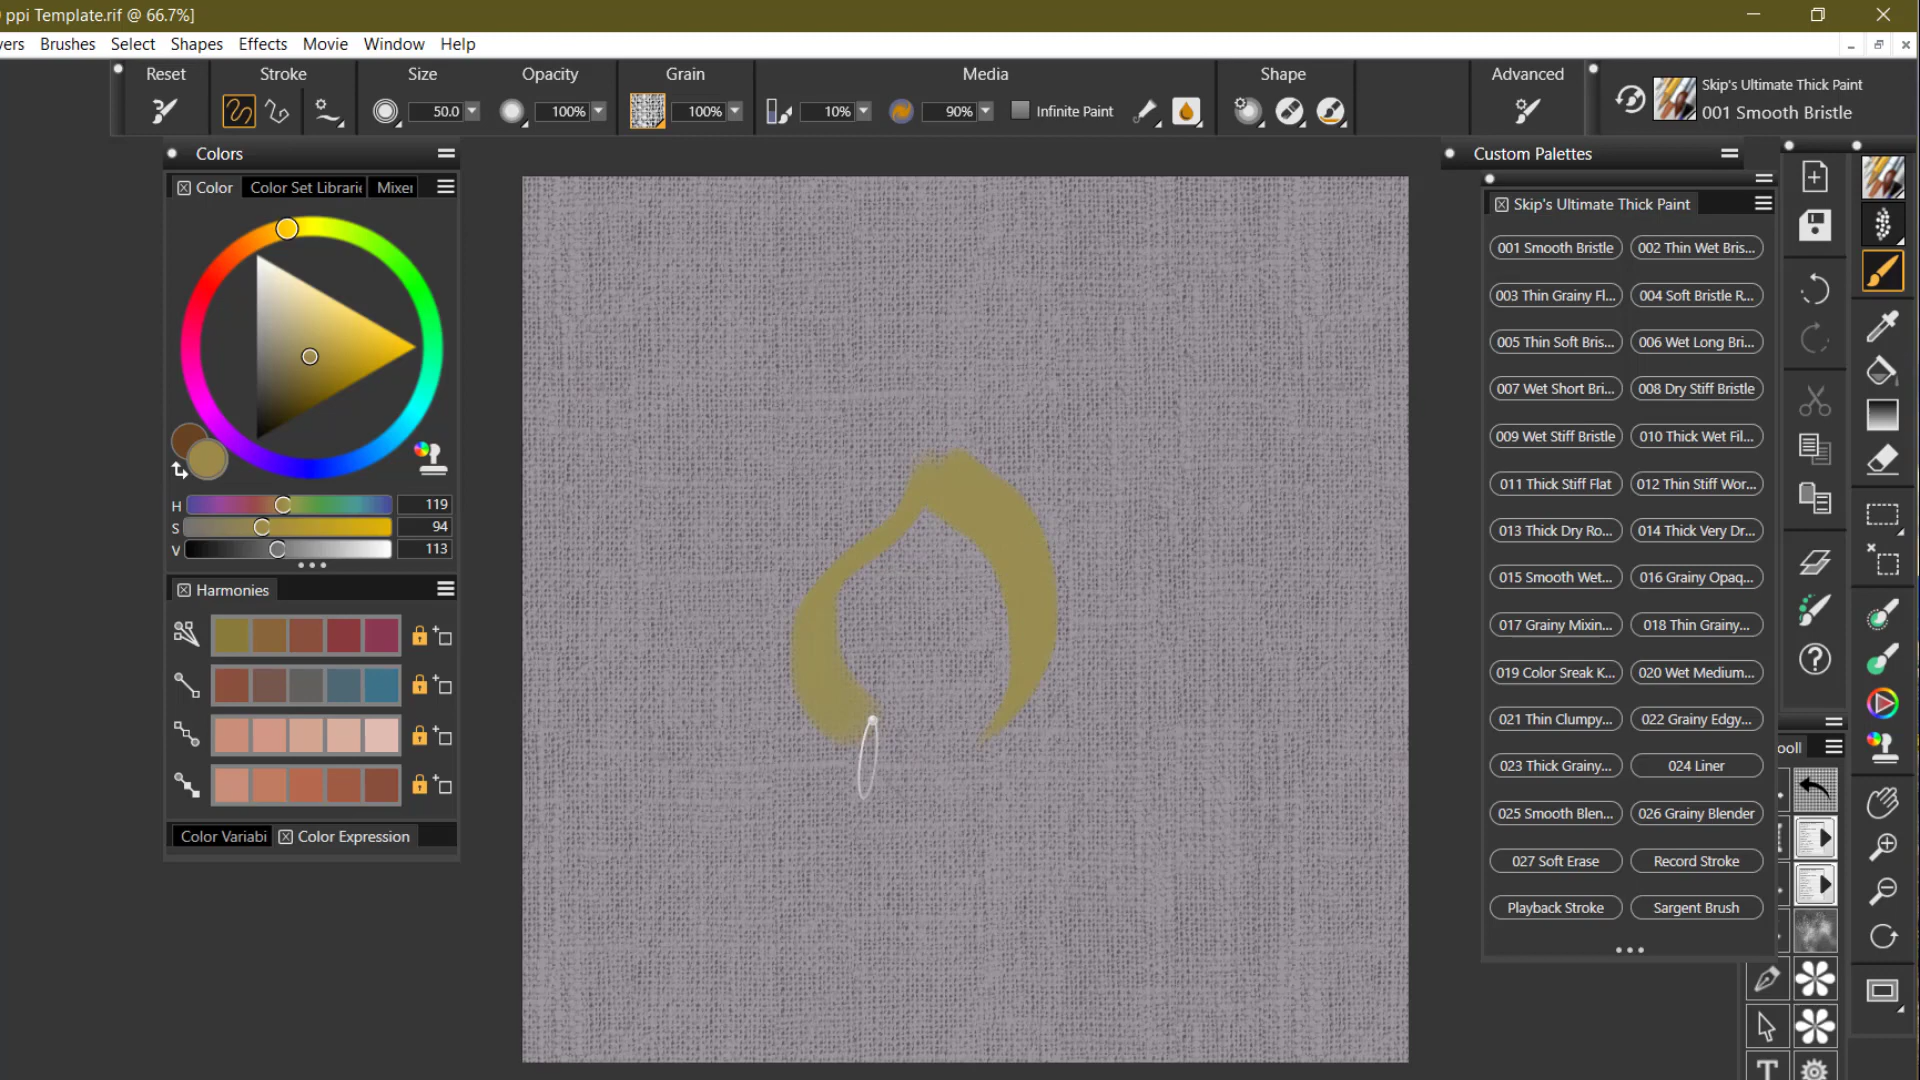 ppi Template.rif @ 66.7%]
ers Brushes Select Shapes Effects Movie Window Help
Reset Stroke Size Opacity Grain Media Shape Advanced
50.0 100% 100% 10% 90% Infinite Paint
Skip's Ultimate Thick Paint
001 Smooth Bristle
Colors
Color Color Set Librarie Mixer
H 119
S 94
V 113
Harmonies
Color Variabi Color Expression
Custom Palettes
Skip's Ultimate Thick Paint
001 Smooth Bristle 002 Thin Wet Bris...
003 Thin Grainy Fl... 004 Soft Bristle R...
005 Thin Soft Bris... 006 Wet Long Bri...
007 Wet Short Bri... 008 Dry Stiff Bristle
009 Wet Stiff Bristle 010 Thick Wet Fil...
011 Thick Stiff Flat 012 Thin Stiff Wor...
013 Thick Dry Ro... 014 Thick Very Dr...
015 Smooth Wet... 016 Grainy Opaq...
017 Grainy Mixin... 018 Thin Grainy...
019 Color Sreak K... 020 Wet Medium...
021 Thin Clumpy... 022 Grainy Edgy...
023 Thick Grainy... 024 Liner
025 Smooth Blen... 026 Grainy Blender
027 Soft Erase Record Stroke
Playback Stroke Sargent Brush
ooll